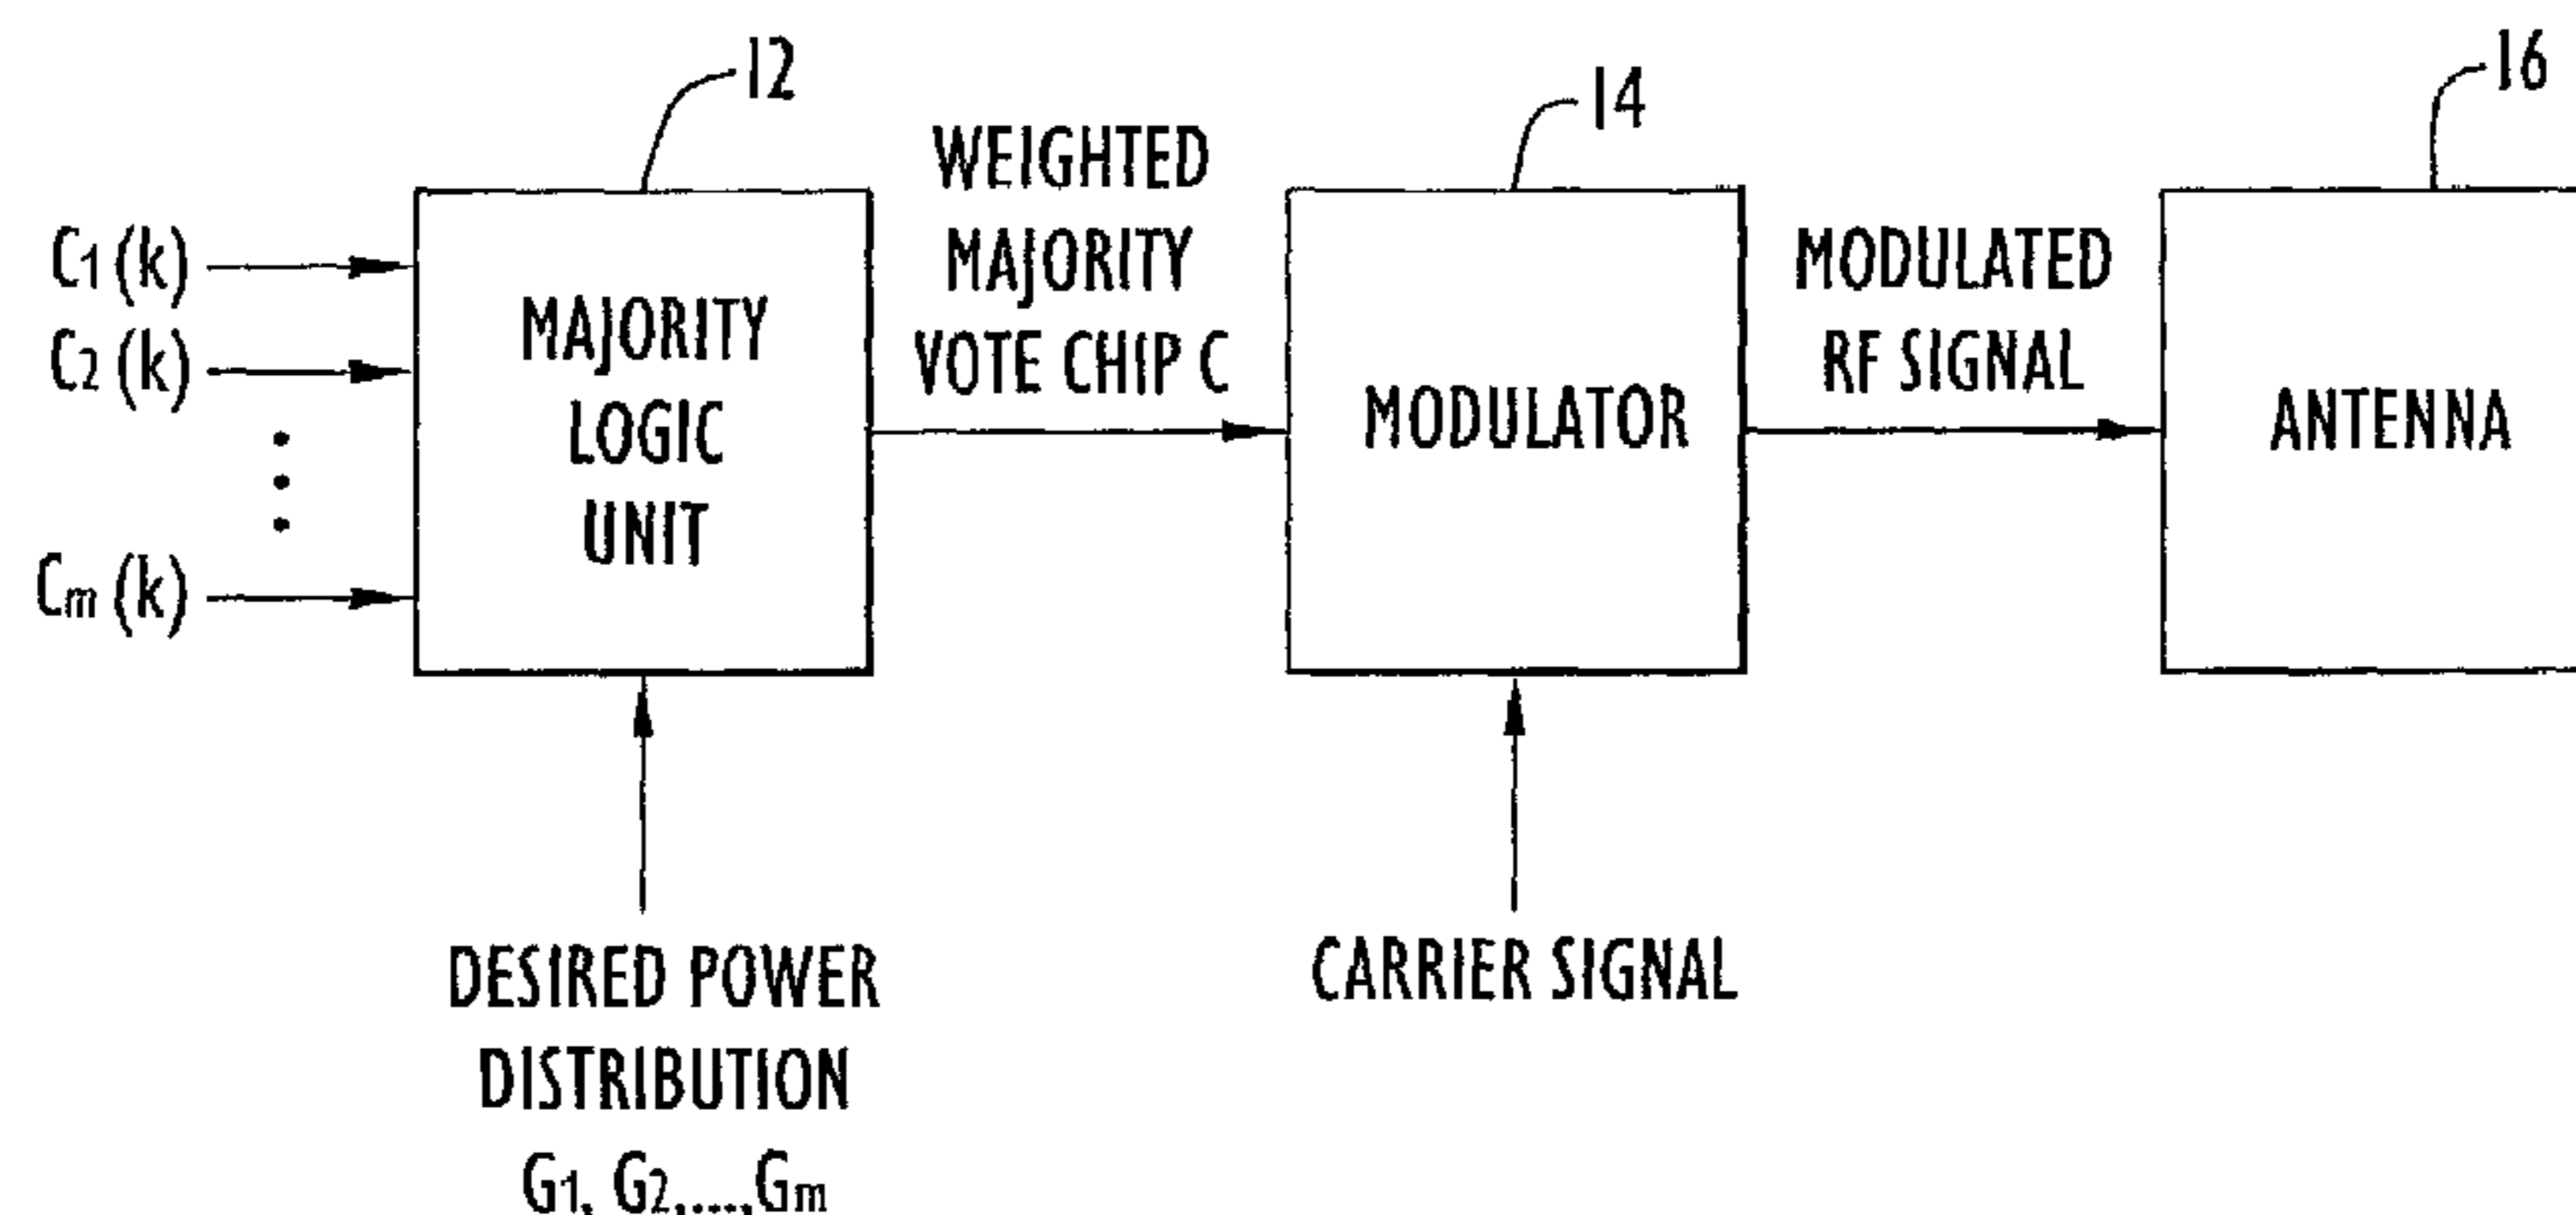 12
14
16
C1 (k)
C2 (k)
Cm (k)
MAJORITY
LOGIC
UNIT
WEIGHTED
MAJORITY
VOTE CHIP C
MODULATOR
MODULATED
RF SIGNAL
ANTENNA
DESIRED POWER
DISTRIBUTION
G1, G2,....,Gm
CARRIER SIGNAL